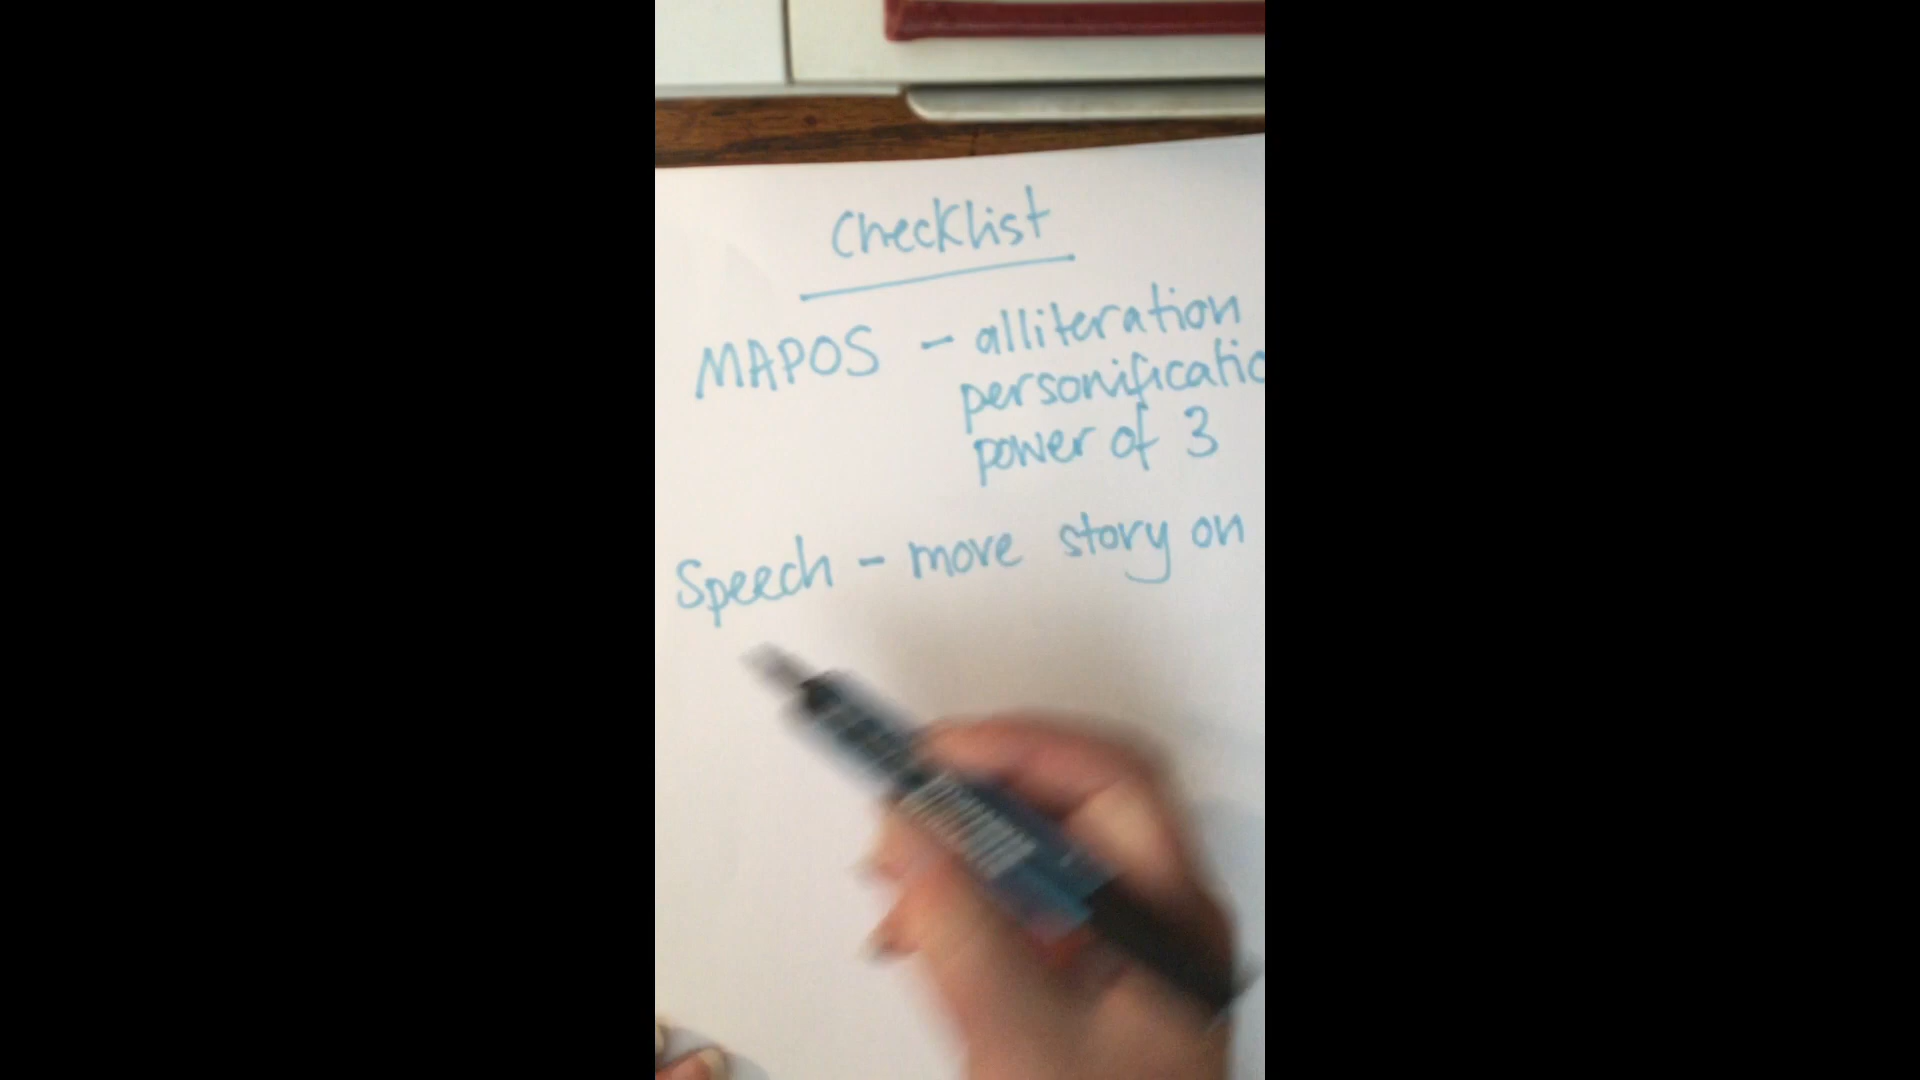 Checklist
MAPOS - alliteration
personificatio
power of 3
Speech - move story on